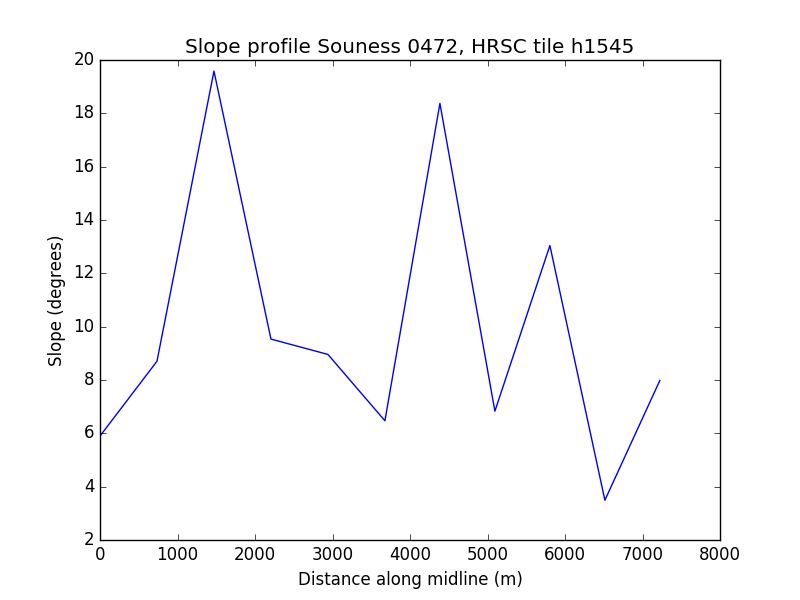 Slope profile Souness 0472, HRSC tile h1545
20
18
16
14
12
10
8
6
4
2
Slope (degrees)
0 1000 2000 3000 4000 5000 6000 7000 8000
Distance along midline (m)